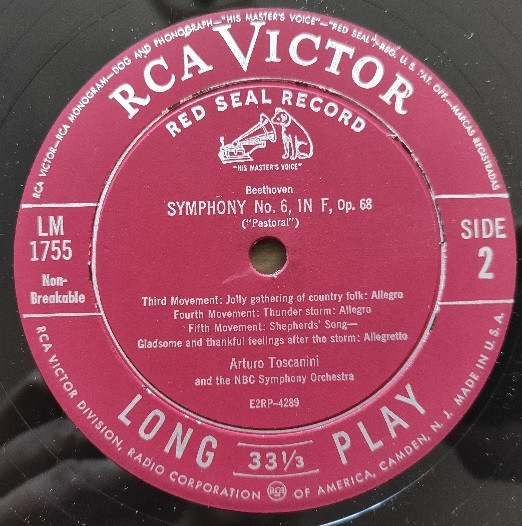 RCA VICTOR—RCA MONOGRAM—DOG AND PHONOGRAPH—"HIS MASTER'S VOICE"—"RED SEAL"—REG. U. S. PAT. OFF.—MARCAS REGISTRADAS
RCA VICTOR
RED SEAL RECORD
"HIS MASTER'S VOICE"
Beethoven
SYMPHONY No. 6, IN F, Op. 68
("Pastoral")
LM
1755
Non-
Breakable
SIDE
2
Third Movement: Jolly gathering of country folk: Allegro
Fourth Movement: Thunder storm: Allegro
Fifth Movement: Shepherds' Song—
Gladsome and thankful feelings after the storm: Allegretto
Arturo Toscanini
and the NBC Symphony Orchestra
E2RP-4289
LONG 33 1/3 PLAY
RCA VICTOR DIVISION, RADIO CORPORATION RCA OF AMERICA, CAMDEN, N. J. MADE IN U. S. A.